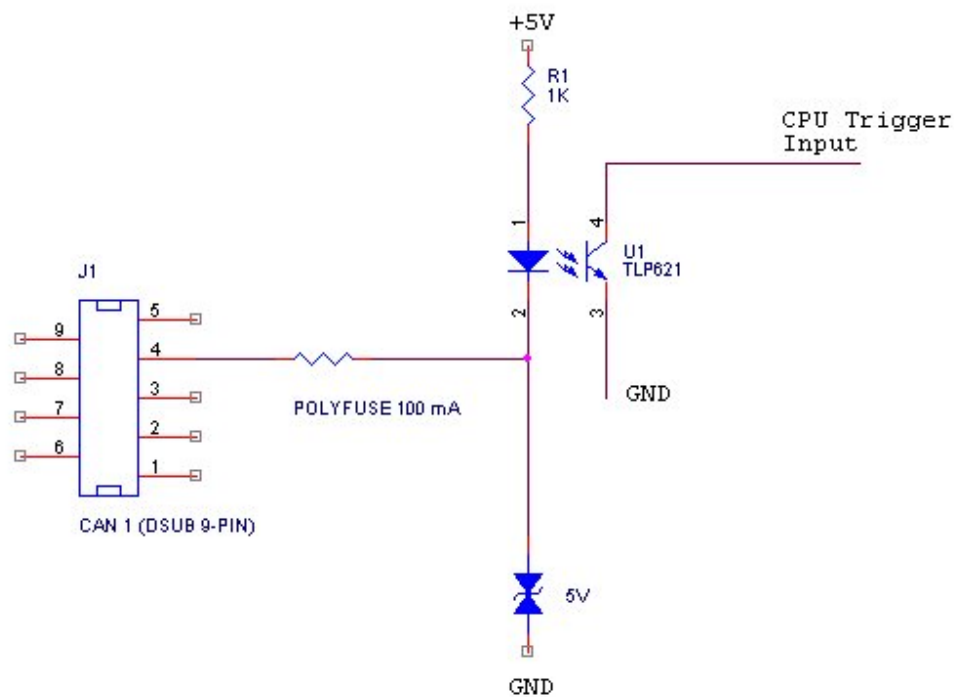 +5V
R1
1K
CPU Trigger
Input
1
4
U1
TLP621
J1
2
3
5
9
4
8
3
7
2
6
1
GND
POLYFUSE 100 mA
CAN 1 (DSUB 9-PIN)
5V
GND